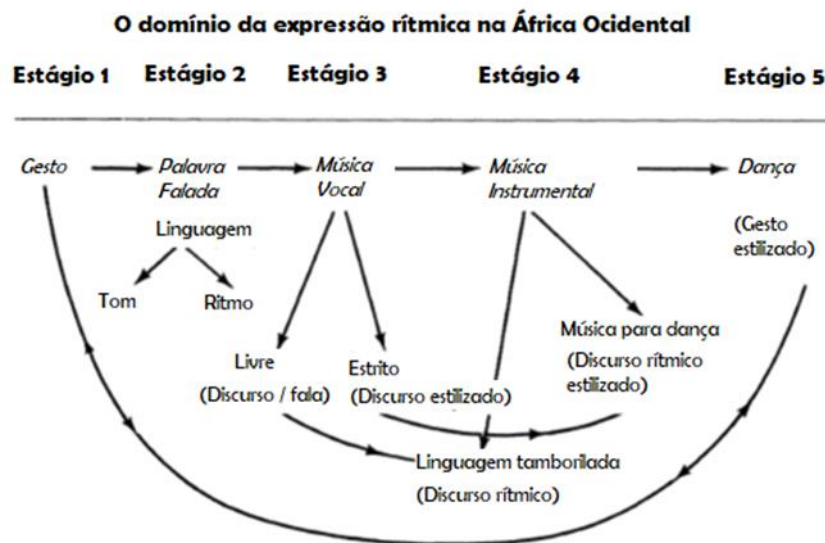 O domínio da expressão rítmica na África Ocidental
Estágio 1 Estágio 2 Estágio 3 Estágio 4 Estágio 5
Gesto Palavra Música Música Dança
Falada Vocal Instrumental
Linguagem
(Gesto
estilizado)
Tom Ritmo
Música para dança
Livre Estrito (Discurso rítmico
(Discurso / fala) (Discurso estilizado) estilizado)
Linguagem tamborilada
(Discurso rítmico)